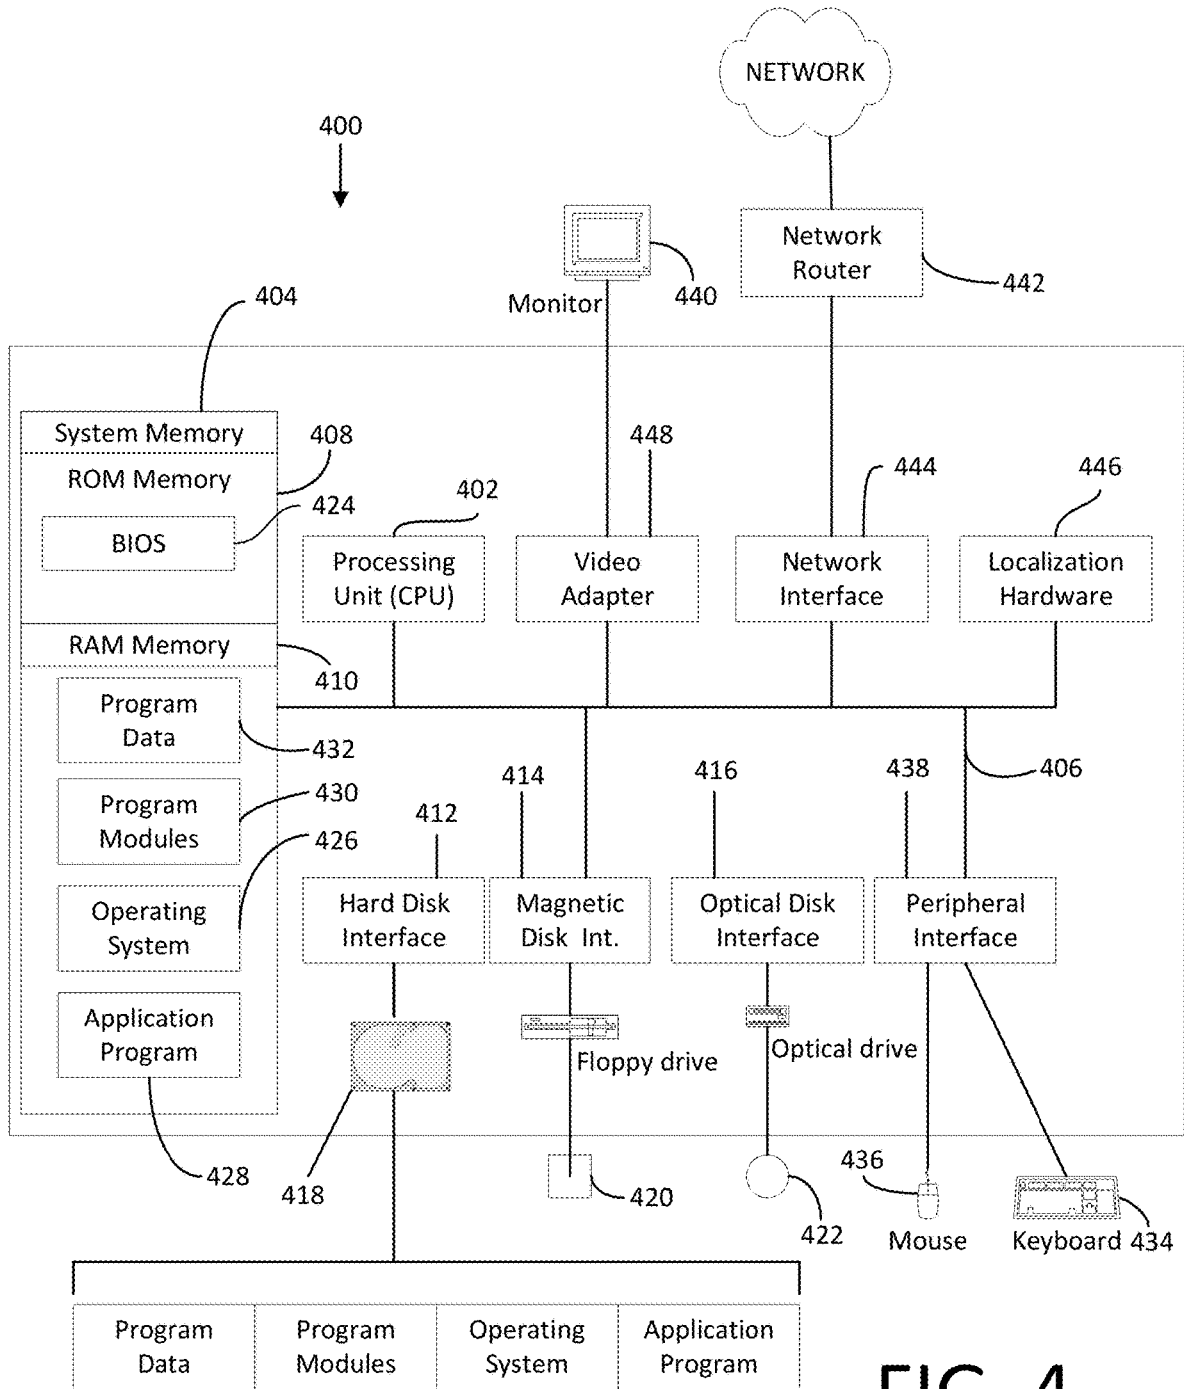 NETWORK
400
Network
Router
442
440
Monitor
404
System Memory
408
448
444
446
ROM Memory
402
424
BIOS
Processing
Unit (CPU)
Video
Adapter
Network
Interface
Localization
Hardware
RAM Memory
410
Program
Data
432
414
416
438
406
430
Program
Modules
412
426
Hard Disk
Interface
Magnetic
Disk Int.
Optical Disk
Interface
Peripheral
Interface
Operating
System
Application
Program
Floppy drive
Optical drive
428
418
420
422
436
Mouse
Keyboard 434
Program
Data
Program
Modules
Operating
System
Application
Program
FIG. 4